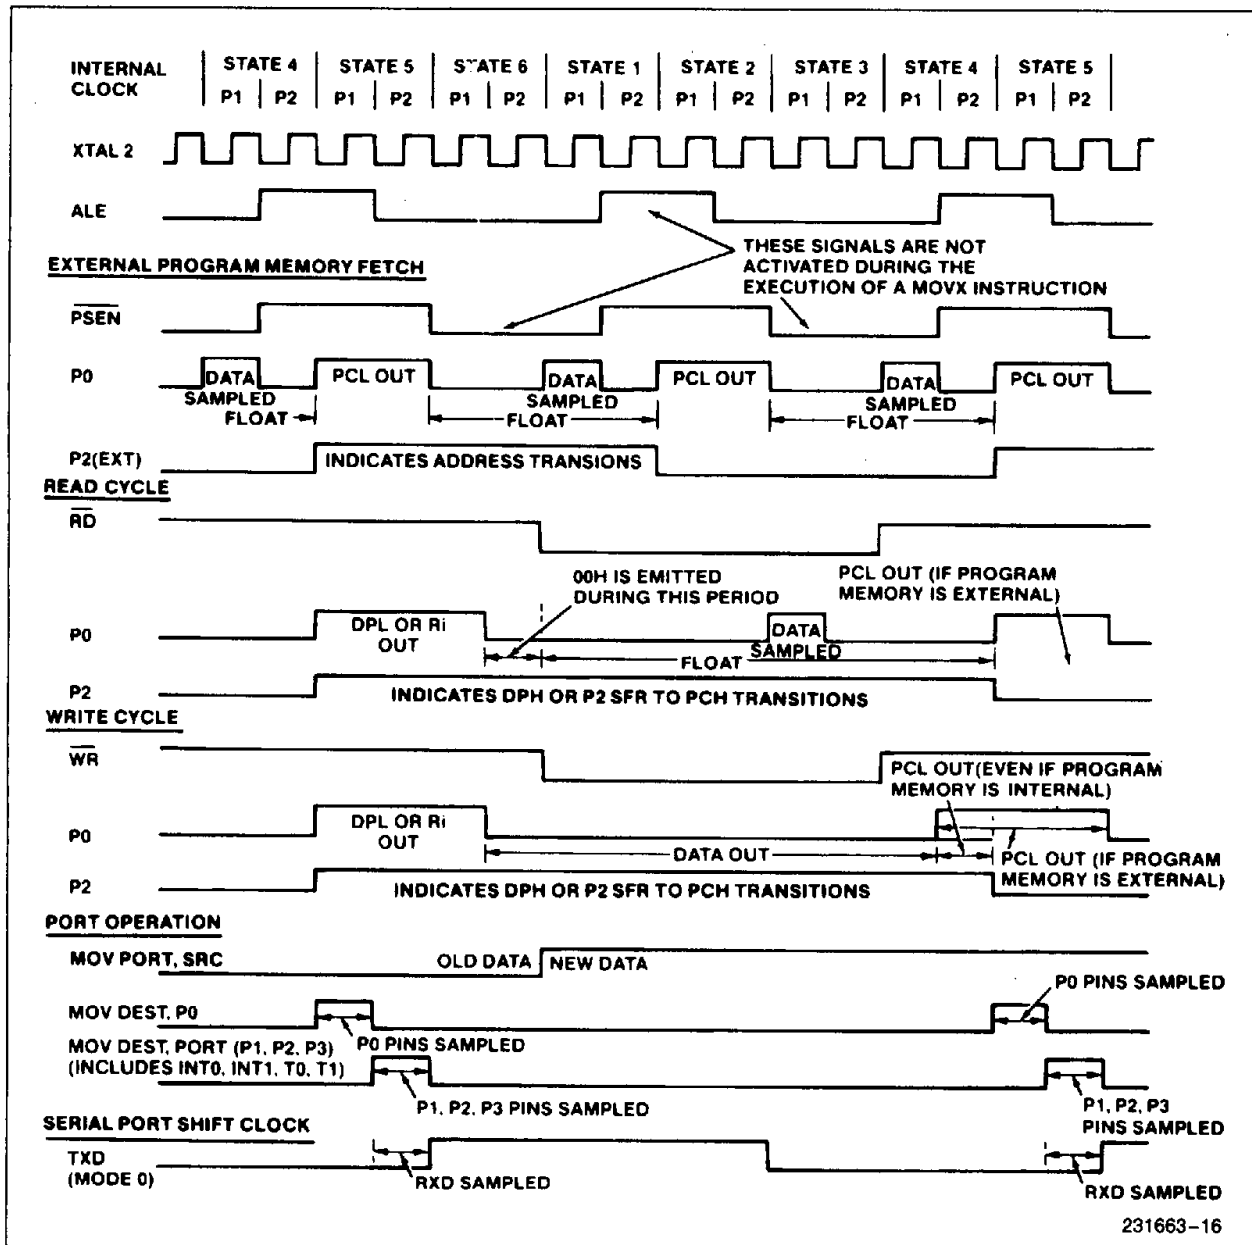 INTERNAL CLOCK
STATE 4 STATE 5 STATE 6 STATE 1 STATE 2 STATE 3 STATE 4 STATE 5
P1 P2 P1 P2 P1 P2 P1 P2 P1 P2 P1 P2 P1 P2 P1 P2
XTAL 2
ALE
THESE SIGNALS ARE NOT
ACTIVATED DURING THE
EXECUTION OF A MOVX INSTRUCTION
EXTERNAL PROGRAM MEMORY FETCH
PSEN
P0
DATA SAMPLED
PCL OUT
DATA SAMPLED
PCL OUT
DATA SAMPLED
PCL OUT
FLOAT FLOAT FLOAT
P2(EXT)
INDICATES ADDRESS TRANSIONS
READ CYCLE
RD
00H IS EMITTED
DURING THIS PERIOD
PCL OUT (IF PROGRAM
MEMORY IS EXTERNAL)
P0
DPL OR Ri
OUT
DATA
SAMPLED
FLOAT
P2
INDICATES DPH OR P2 SFR TO PCH TRANSITIONS
WRITE CYCLE
WR
PCL OUT(EVEN IF PROGRAM
MEMORY IS INTERNAL)
P0
DPL OR Ri
OUT
DATA OUT
PCL OUT (IF PROGRAM
MEMORY IS EXTERNAL)
P2
INDICATES DPH OR P2 SFR TO PCH TRANSITIONS
PORT OPERATION
MOV PORT, SRC
OLD DATA NEW DATA
P0 PINS SAMPLED
MOV DEST, P0
P0 PINS SAMPLED
MOV DEST, PORT (P1, P2, P3)
(INCLUDES INT0, INT1, T0, T1)
P1, P2, P3 PINS SAMPLED
P1, P2, P3
PINS SAMPLED
SERIAL PORT SHIFT CLOCK
TXD
(MODE 0)
RXD SAMPLED
RXD SAMPLED
231663–16